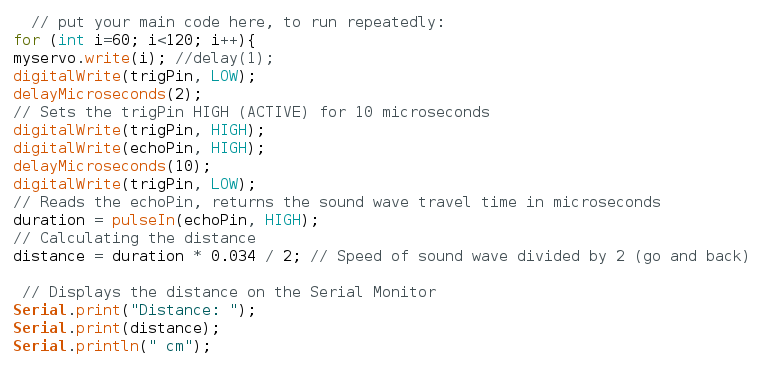 // put your main code here, to run repeatedly:
for (int i=60; i<120; i++){
myservo.write(i); //delay(1);
digitalWrite(trigPin, LOW);
delayMicroseconds(2);
// Sets the trigPin HIGH (ACTIVE) for 10 microseconds
digitalWrite(trigPin, HIGH);
digitalWrite(echoPin, HIGH);
delayMicroseconds(10);
digitalWrite(trigPin, LOW);
// Reads the echoPin, returns the sound wave travel time in microseconds
duration = pulseIn(echoPin, HIGH);
// Calculating the distance
distance = duration * 0.034 / 2; // Speed of sound wave divided by 2 (go and back)
// Displays the distance on the Serial Monitor
Serial.print("Distance: ");
Serial.print(distance);
Serial.println(" cm");